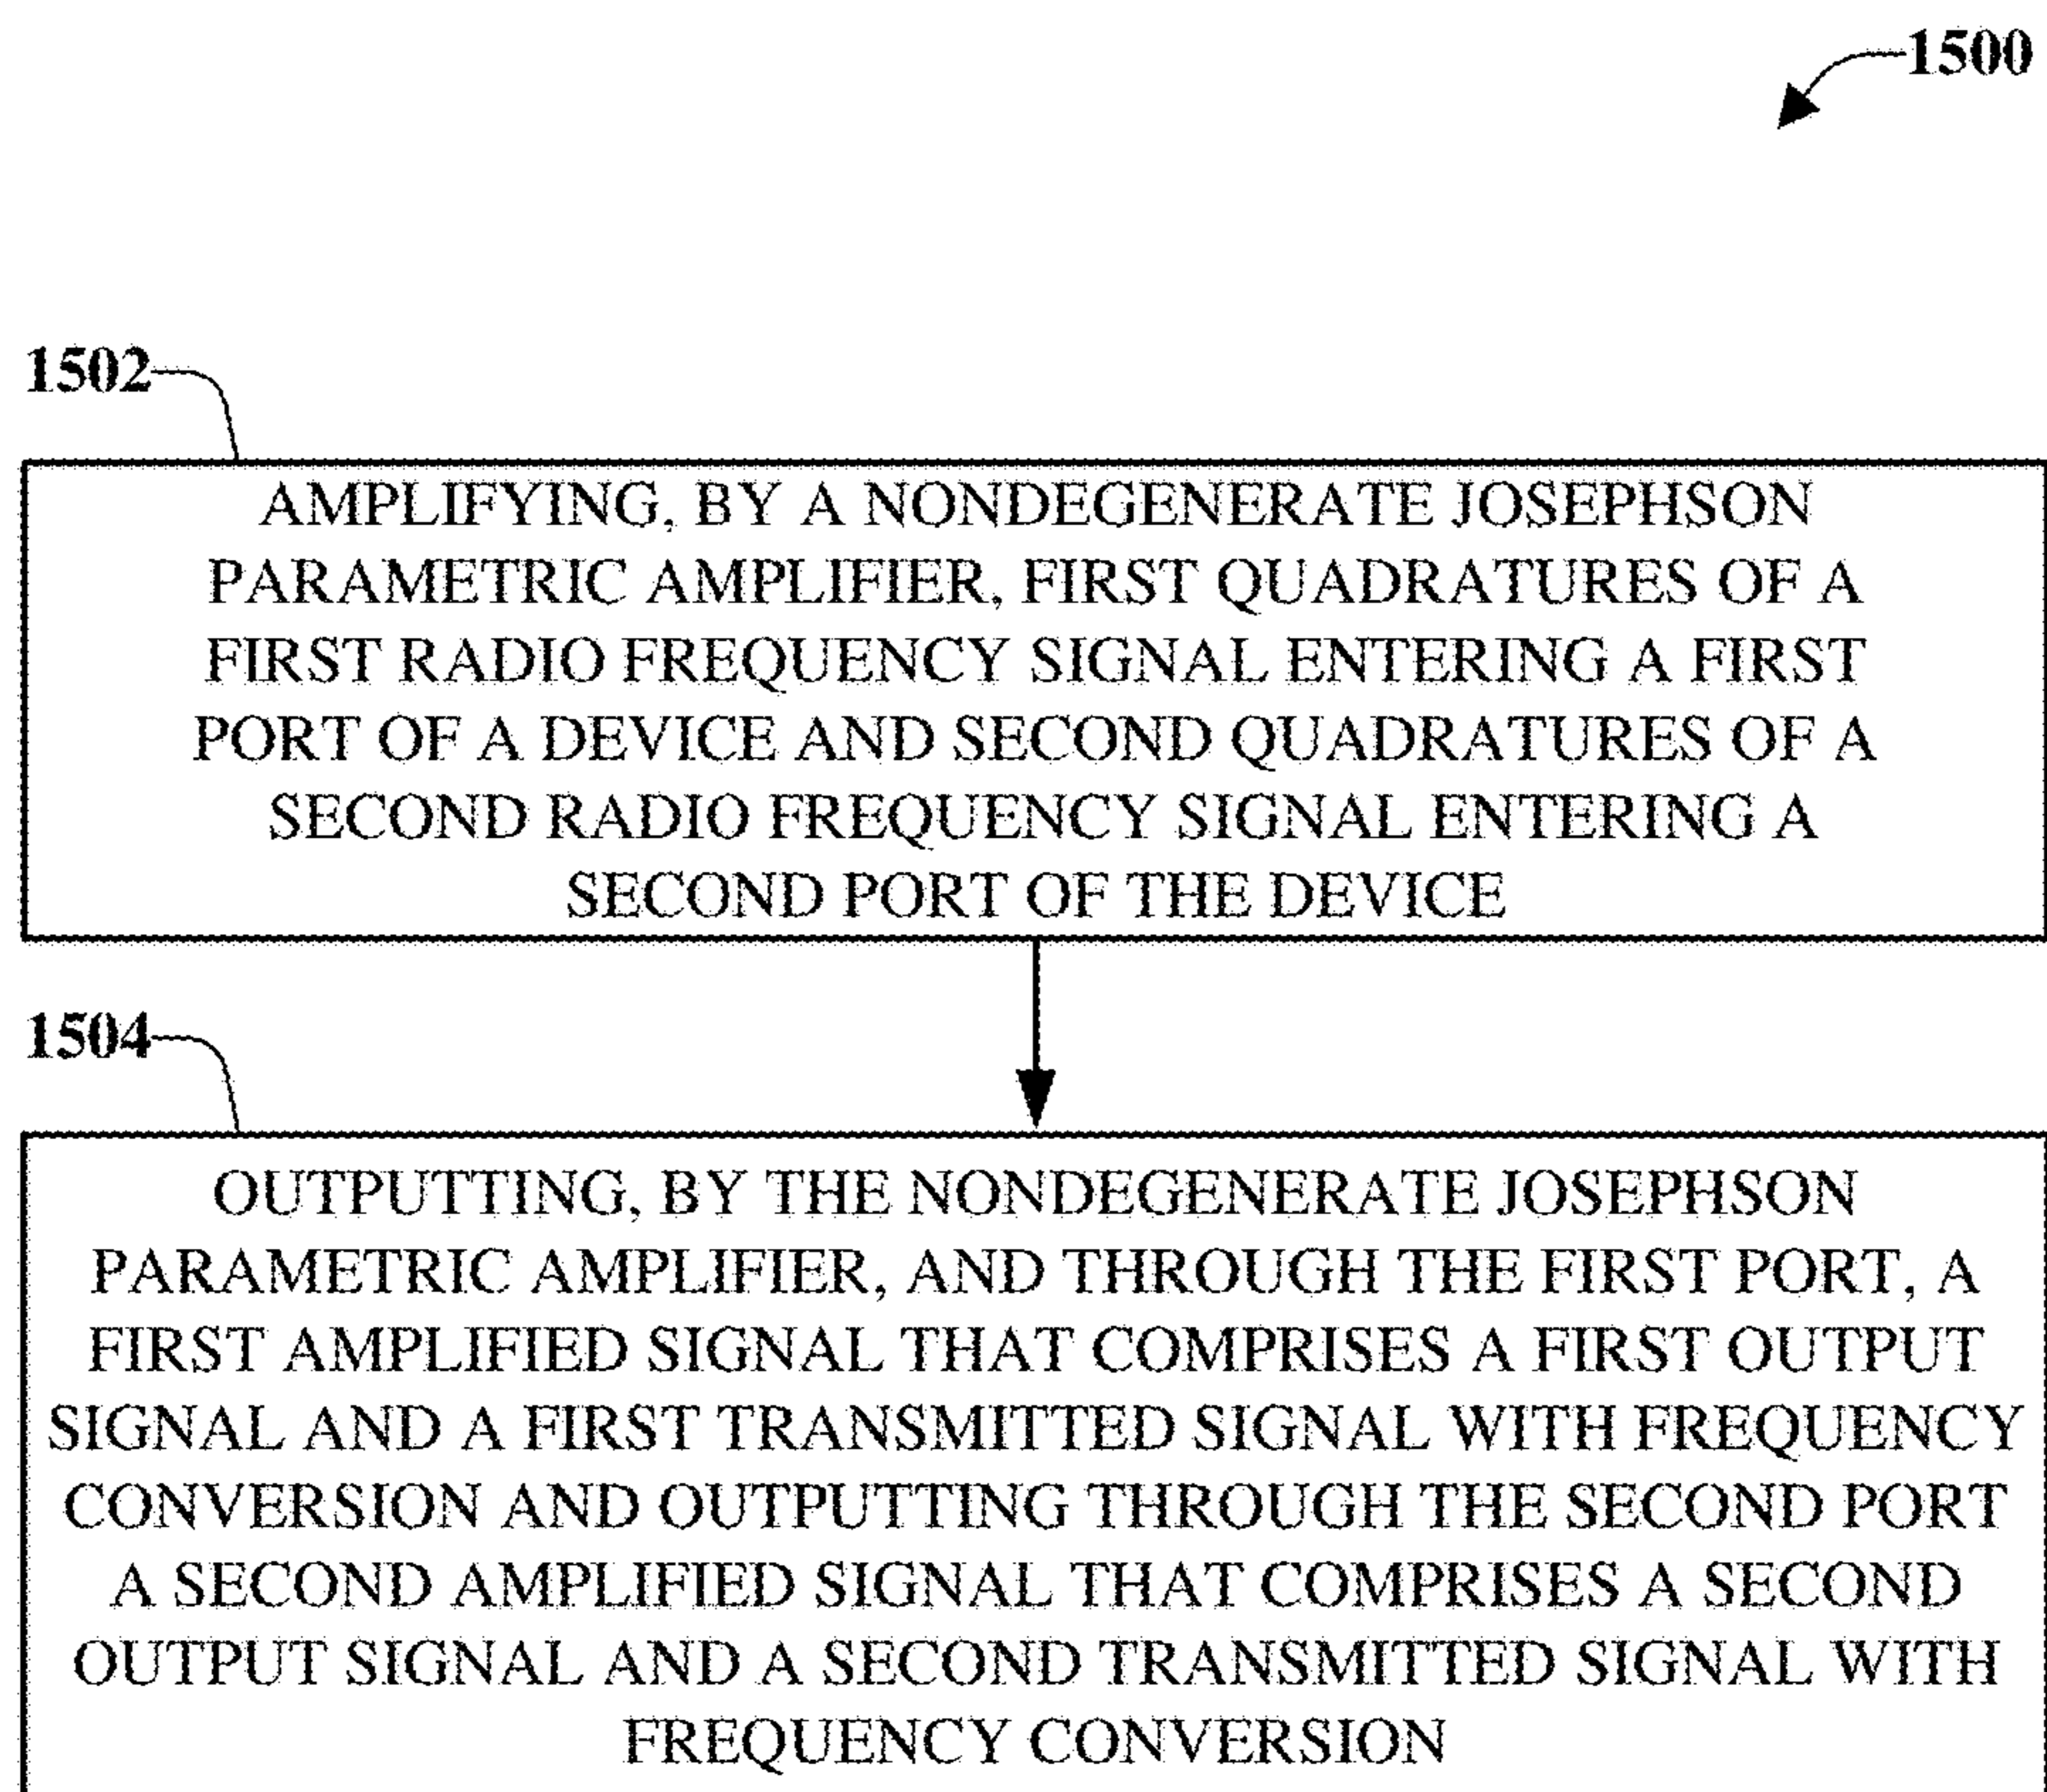 1500
1502
AMPLIFYING, BY A NONDEGENERATE JOSEPHSON
PARAMETRIC AMPLIFIER, FIRST QUADRATURES OF A
FIRST RADIO FREQUENCY SIGNAL ENTERING A FIRST
PORT OF A DEVICE AND SECOND QUADRATURES OF A
SECOND RADIO FREQUENCY SIGNAL ENTERING A
SECOND PORT OF THE DEVICE
1504
OUTPUTTING, BY THE NONDEGENERATE JOSEPHSON
PARAMETRIC AMPLIFIER, AND THROUGH THE FIRST PORT, A
FIRST AMPLIFIED SIGNAL THAT COMPRISES A FIRST OUTPUT
SIGNAL AND A FIRST TRANSMITTED SIGNAL WITH FREQUENCY
CONVERSION AND OUTPUTTING THROUGH THE SECOND PORT
A SECOND AMPLIFIED SIGNAL THAT COMPRISES A SECOND
OUTPUT SIGNAL AND A SECOND TRANSMITTED SIGNAL WITH
FREQUENCY CONVERSION